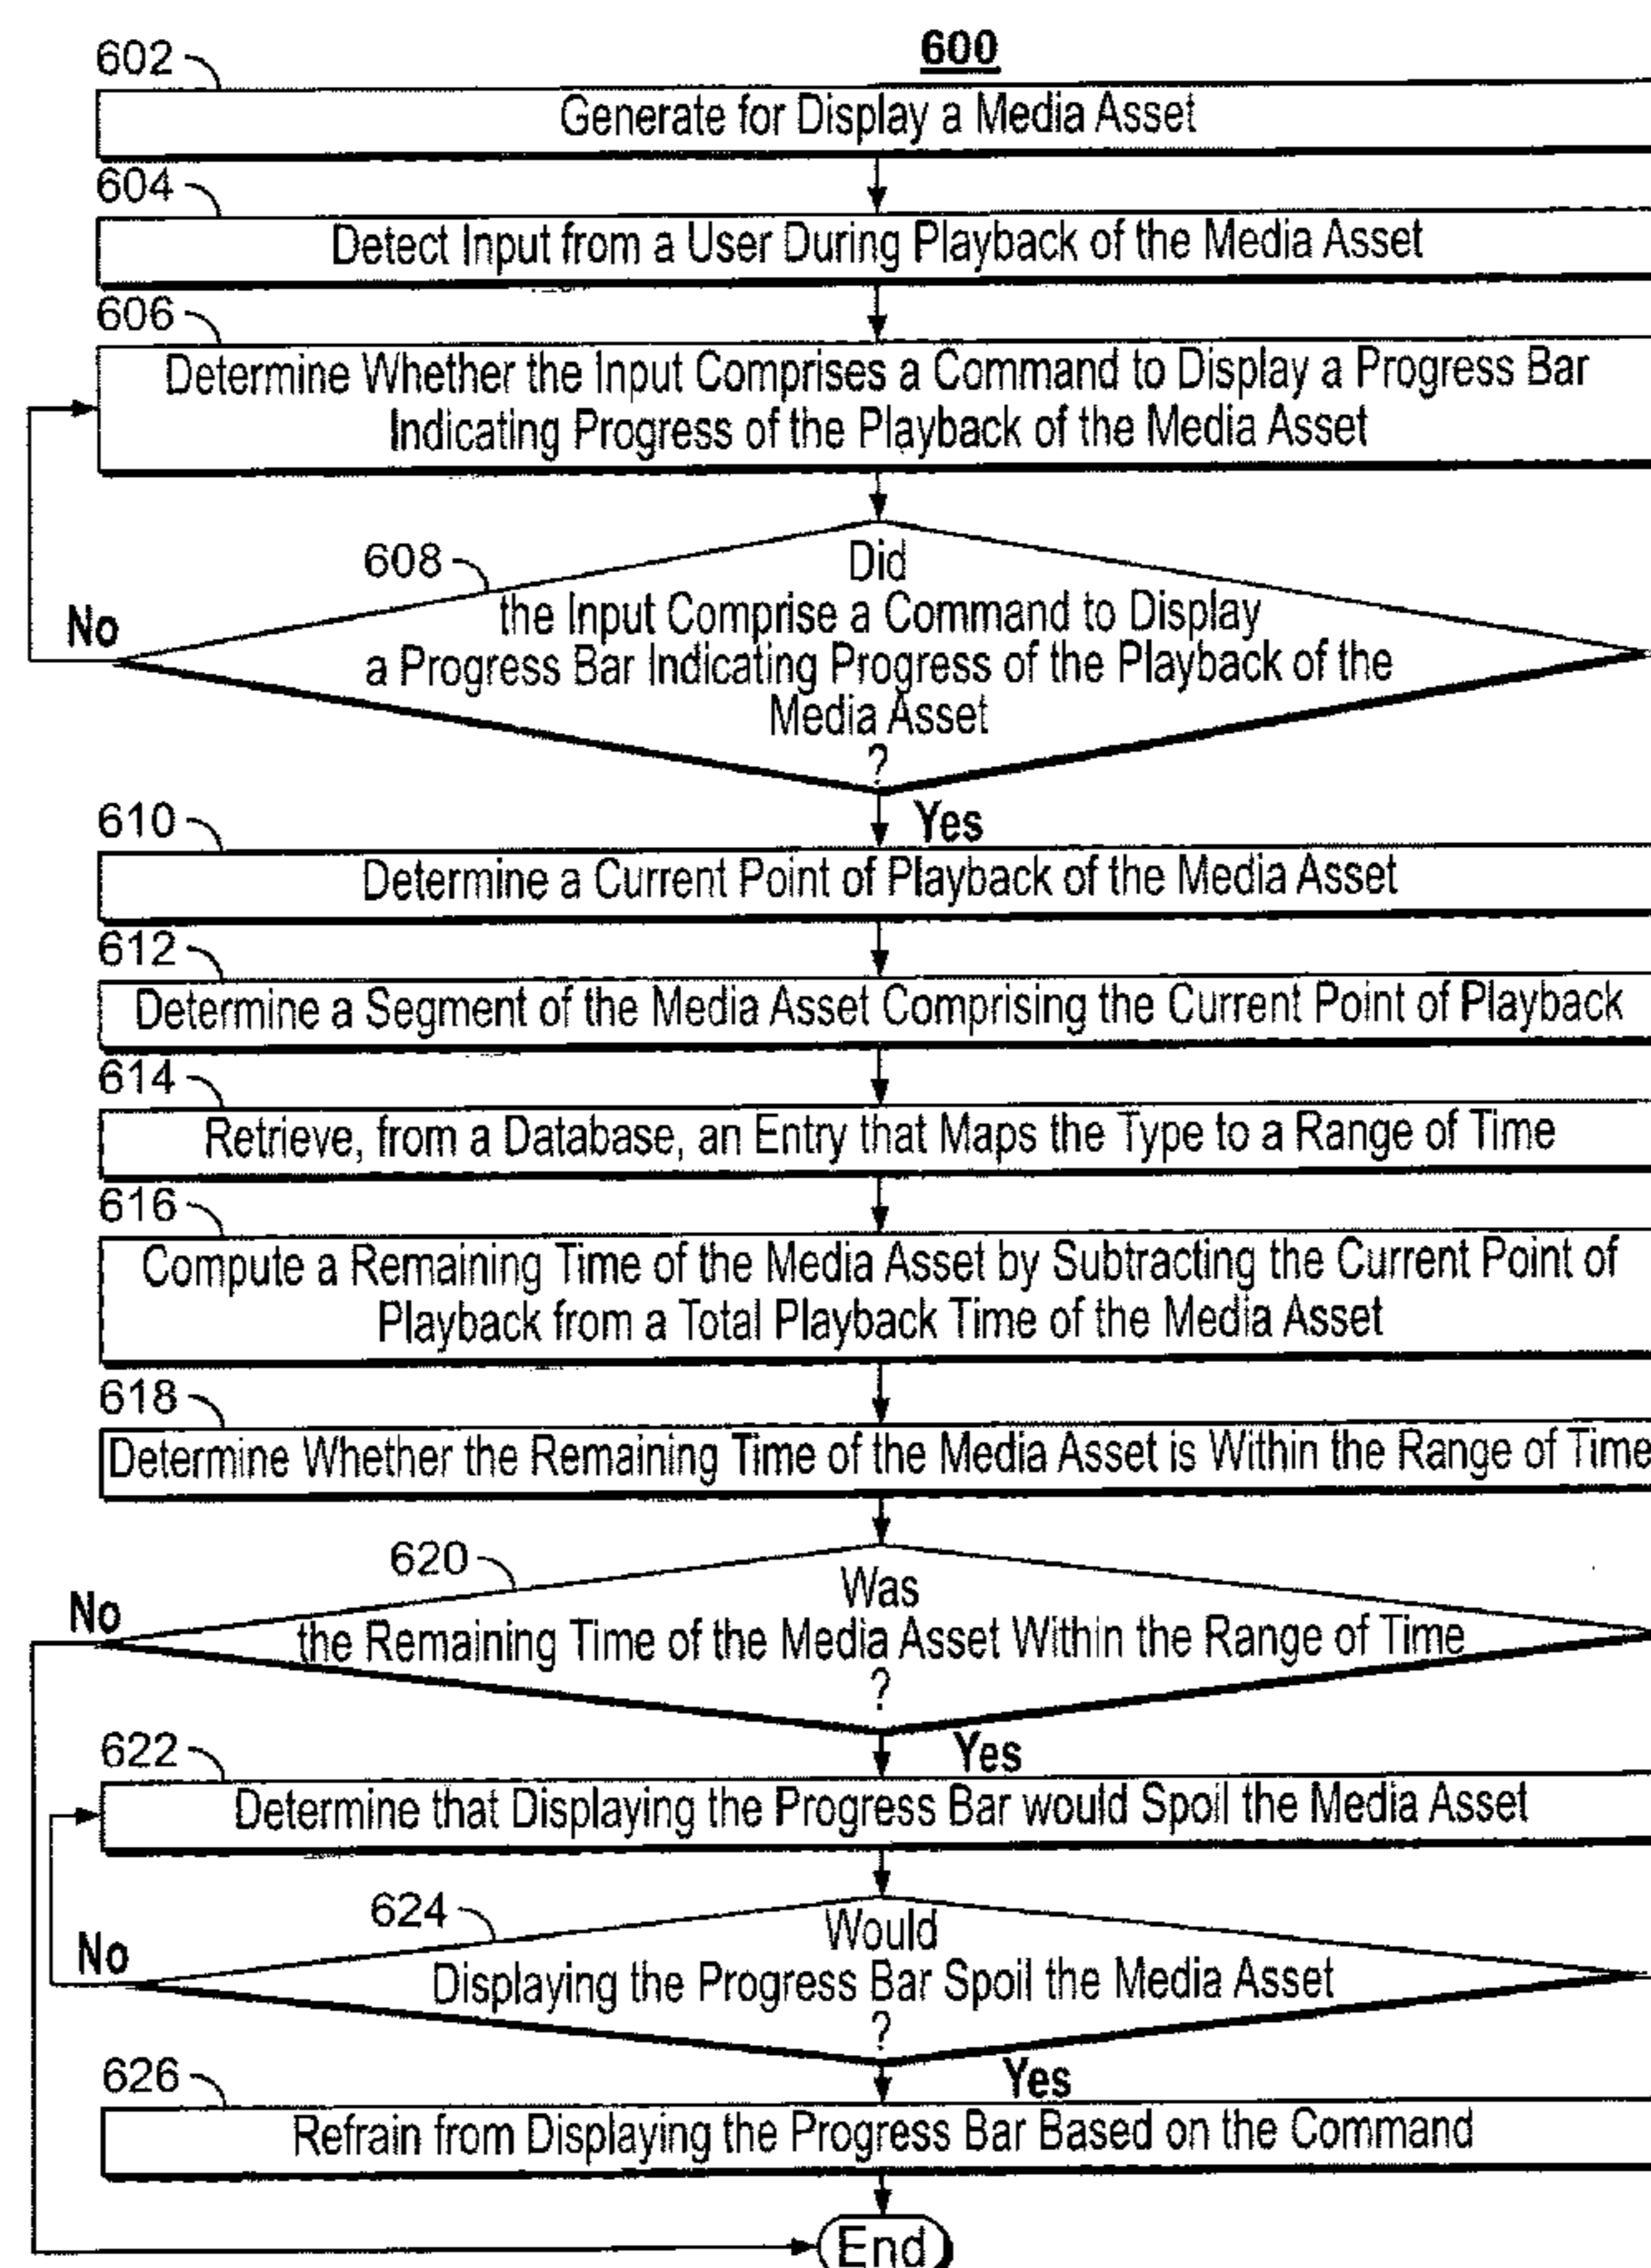 600
602
Generate for Display a Media Asset
604
Detect Input from a User During Playback of the Media Asset
606
Determine Whether the Input Comprises a Command to Display a Progress Bar
Indicating Progress of the Playback of the Media Asset
608
Did
the Input Comprise a Command to Display
a Progress Bar Indicating Progress of the Playback of the
Media Asset
?
No
Yes
610
Determine a Current Point of Playback of the Media Asset
612
Determine a Segment of the Media Asset Comprising the Current Point of Playback
614
Retrieve, from a Database, an Entry that Maps the Type to a Range of Time
616
Compute a Remaining Time of the Media Asset by Subtracting the Current Point of
Playback from a Total Playback Time of the Media Asset
618
Determine Whether the Remaining Time of the Media Asset is Within the Range of Time
620
Was
the Remaining Time of the Media Asset Within the Range of Time
?
No
Yes
622
Determine that Displaying the Progress Bar would Spoil the Media Asset
624
Would
Displaying the Progress Bar Spoil the Media Asset
?
No
Yes
626
Refrain from Displaying the Progress Bar Based on the Command
End